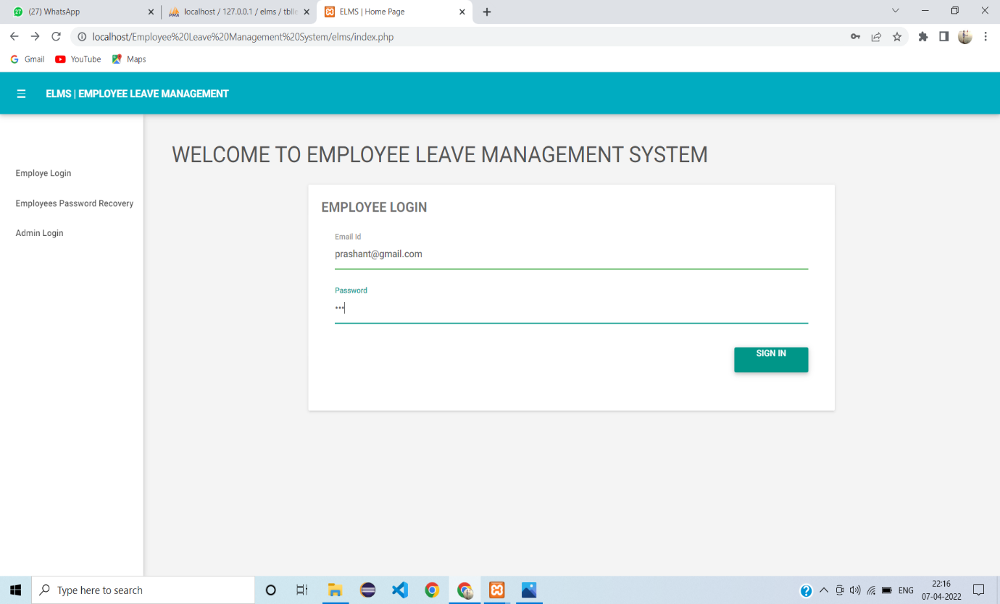 27 (27) WhatsApp
PMA localhost / 127.0.0.1 / elms / tblle
ELMS | Home Page
localhost/Employee%20Leave%20Management%20System/elms/index.php
Gmail YouTube Maps
☰ ELMS | EMPLOYEE LEAVE MANAGEMENT
WELCOME TO EMPLOYEE LEAVE MANAGEMENT SYSTEM
Employe Login
Employees Password Recovery
Admin Login
EMPLOYEE LOGIN
Email Id
prashant@gmail.com
Password
•••
SIGN IN
Type here to search
ENG
22:16
07-04-2022